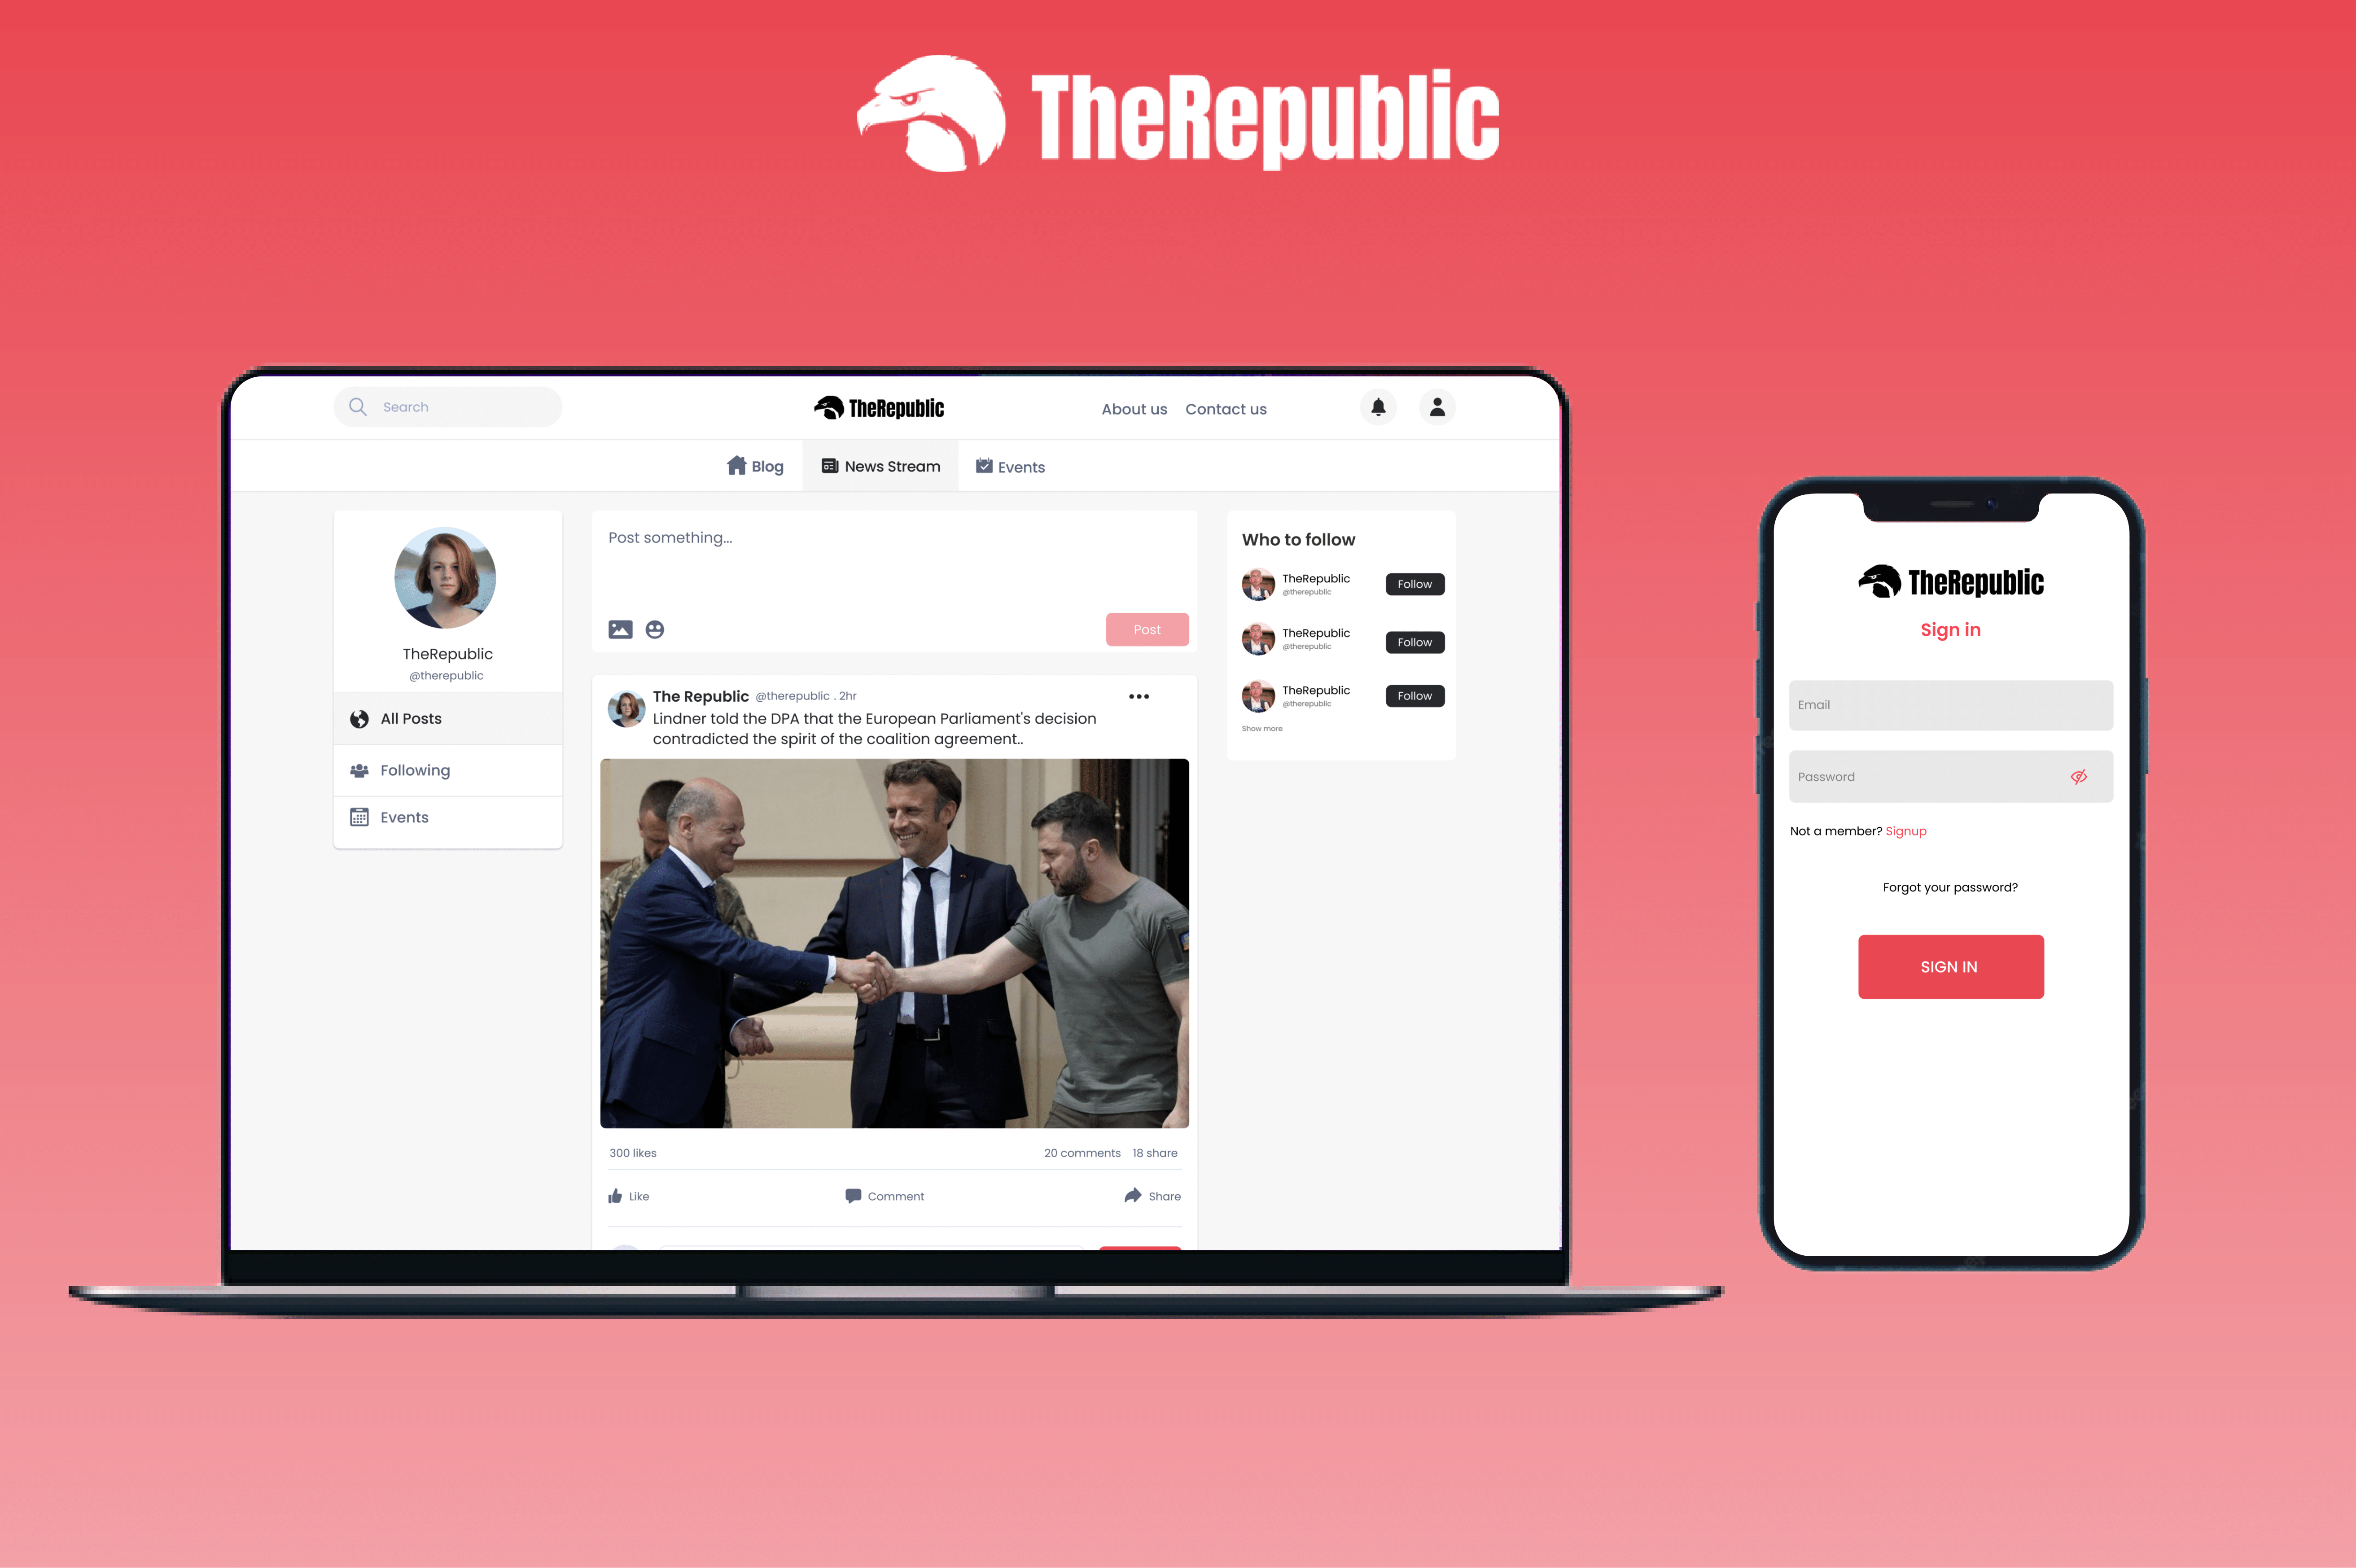 TheRepublic
Search
TheRepublic
About us
Contact us
Blog
News Stream
Events
TheRepublic
@therepublic
All Posts
Following
Events
Post something...
Post
The Republic @therepublic . 2hr
Lindner told the DPA that the European Parliament's decision
contradicted the spirit of the coalition agreement..
300 likes
20 comments
18 share
Like
Comment
Share
Who to follow
TheRepublic
@therepublic
Follow
TheRepublic
@therepublic
Follow
TheRepublic
@therepublic
Follow
Show more
TheRepublic
Sign in
Email
Password
Not a member? Signup
Forgot your password?
SIGN IN